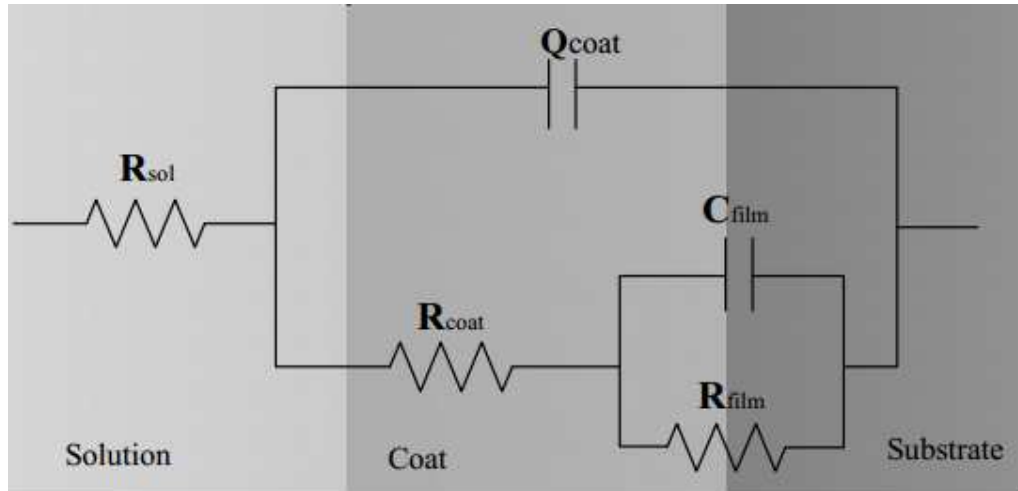 Qcoat
Rsol
Cfilm
Rcoat
Rfilm
Solution
Coat
Substrate